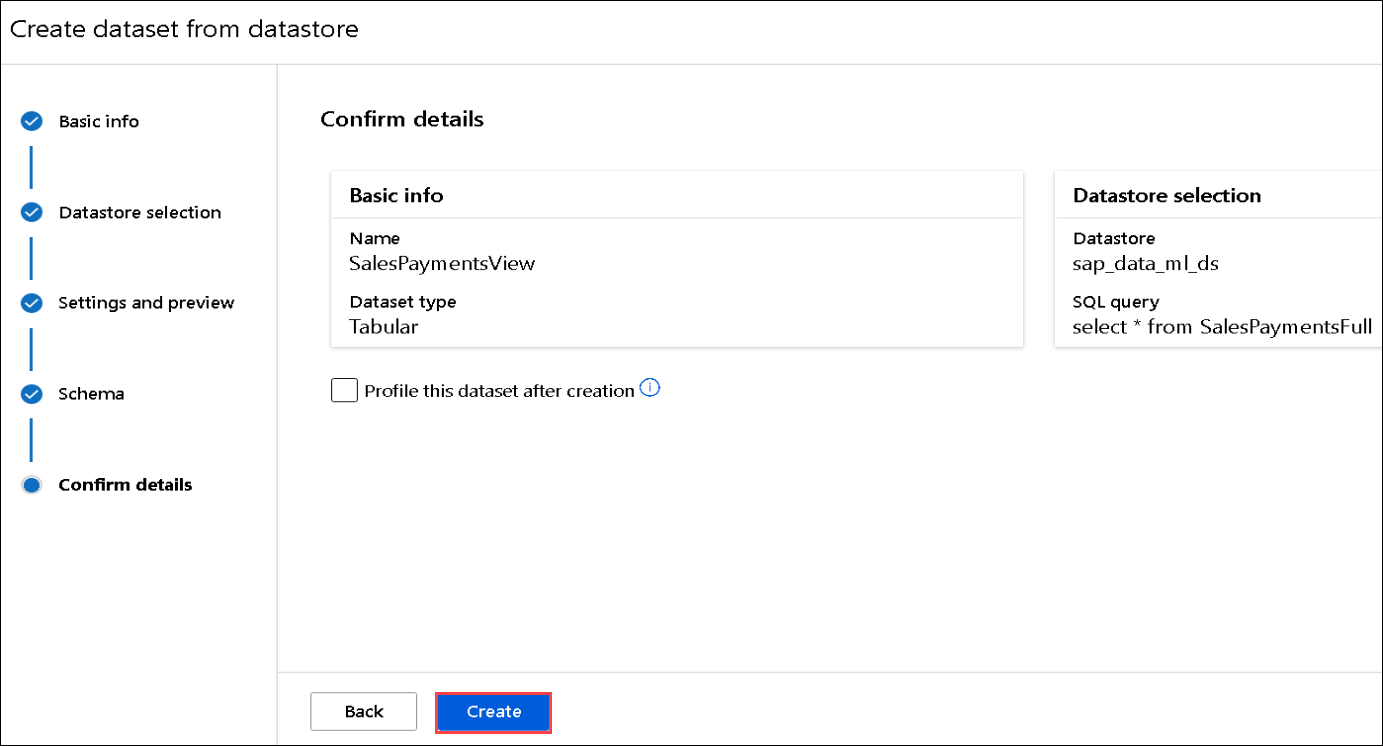 Create dataset from datastore
Basic info
Datastore selection
Settings and preview
Schema
Confirm details
Confirm details
Basic info
Name
SalesPaymentsView
Dataset type
Tabular
Datastore selection
Datastore
sap_data_ml_ds
SQL query
select * from SalesPaymentsFull
Profile this dataset after creation
Back
Create